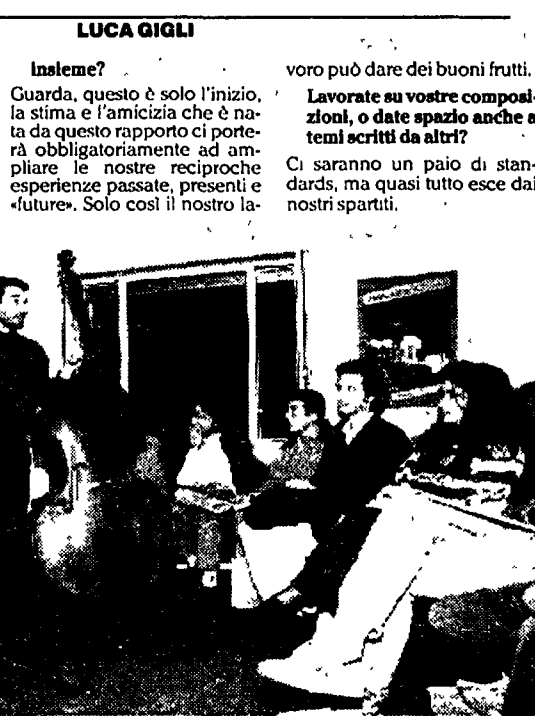 LUCA GIGLI
insieme?
Guarda, questo è solo l'inizio,
la stima e l'amicizia che è na-
ta da questo rapporto ci porte-
rà obbligatoriamente ad am-
pliare le nostre reciproche
esperienze passate, presenti e
«future». Solo così il nostro la-
voro può dare dei buoni frutti.
Lavorate su vostre composi-
zioni, o date spazio anche a
temi scritti da altri?
Ci saranno un paio di stan-
dards, ma quasi tutto esce dai
nostri spartiti.